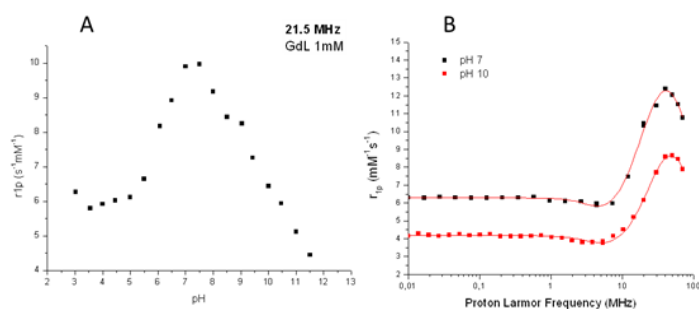 A
21.5 MHz
GdL 1mM
r1p (s⁻¹mM⁻¹)
10
9
8
7
6
5
4
2 3 4 5 6 7 8 9 10 11 12 13
pH
B
pH 7
pH 10
r₁ₚ (mM⁻¹s⁻¹)
15
14
13
12
11
10
9
8
7
6
5
4
3
2
0,01 0,1 1 10 100
Proton Larmor Frequency (MHz)